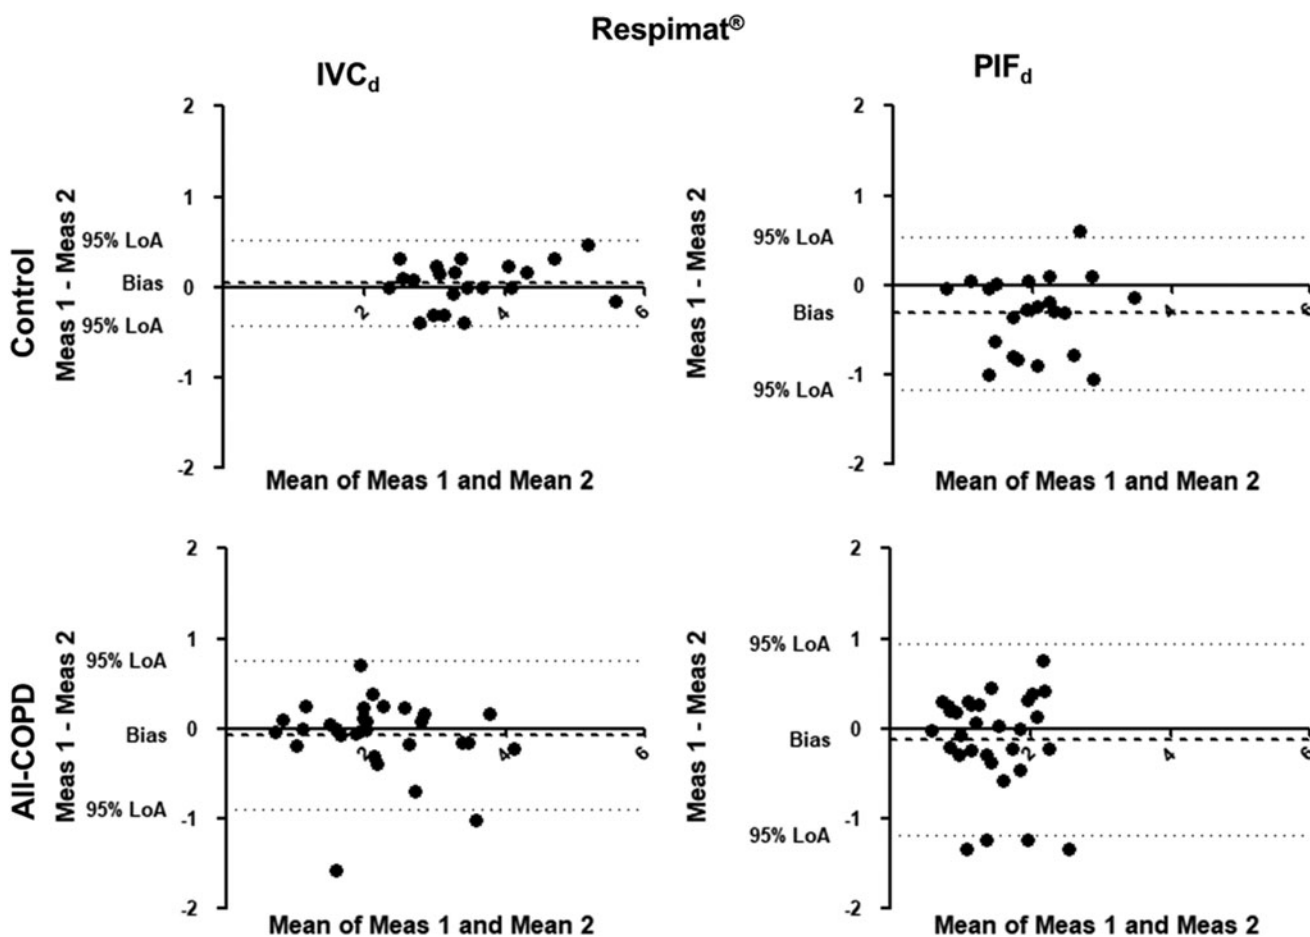 Respimat®
IVCd
PIFd
Control
Meas 1 - Meas 2
2
1
95% LoA
Bias
0
95% LoA
-1
-2
2
4
6
Mean of Meas 1 and Mean 2
Meas 1 - Meas 2
2
1
95% LoA
0
Bias
-1
95% LoA
-2
2
4
6
Mean of Meas 1 and Mean 2
All-COPD
Meas 1 - Meas 2
2
1
95% LoA
0
Bias
95% LoA
-1
-2
2
4
6
Mean of Meas 1 and Mean 2
Meas 1 - Meas 2
2
1
95% LoA
0
Bias
-1
95% LoA
-2
2
4
6
Mean of Meas 1 and Meas 2